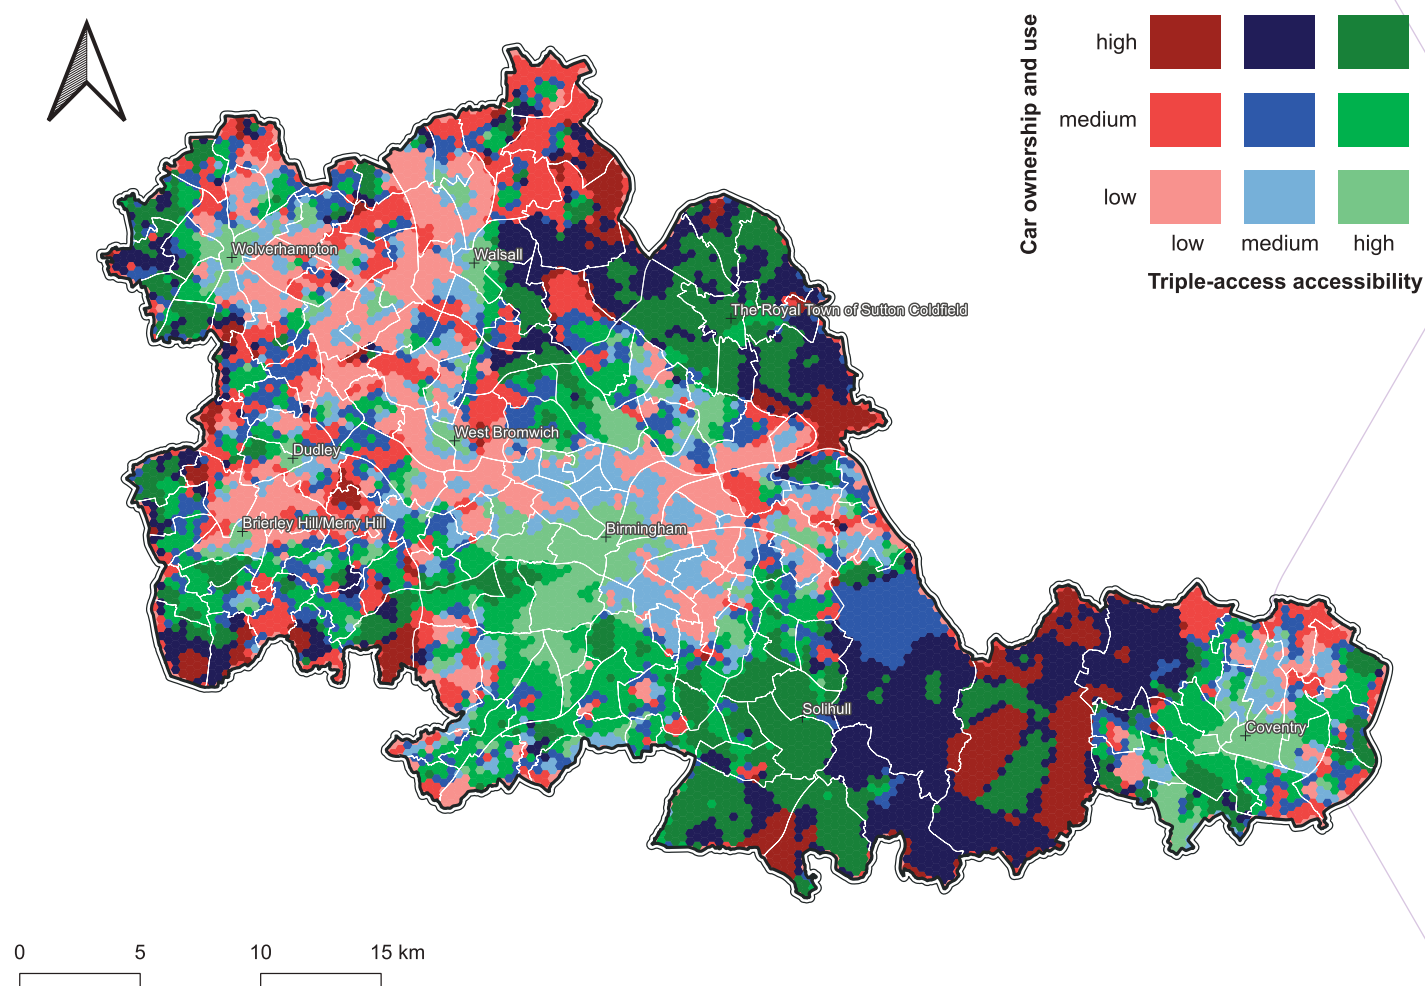 Car ownership and use
high
medium
low
low medium high
Triple-access accessibility
Wolverhampton
Walsall
The Royal Town of Sutton Coldfield
West Bromwich
Dudley
Brierley Hill/Merry Hill
Birmingham
Solihull
Coventry
0 5 10 15 km